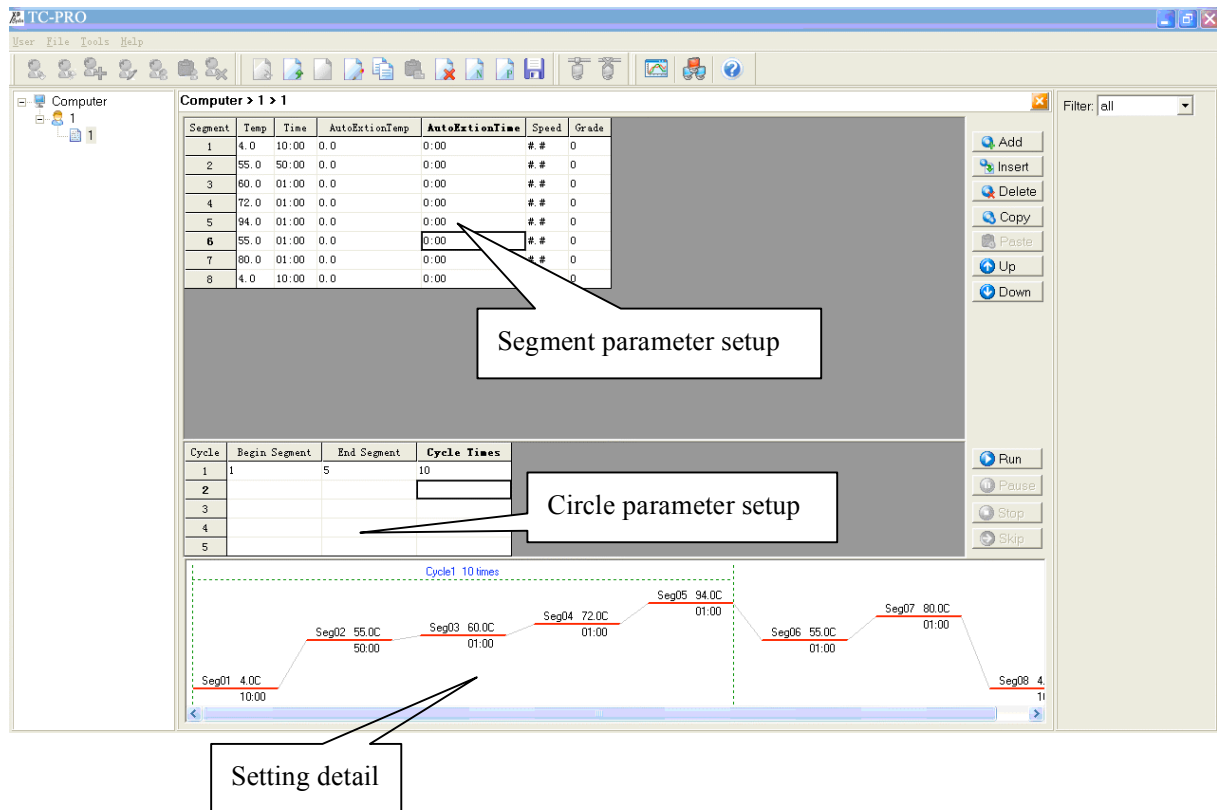 TC-PRO
User File Tools Help
Computer
1
1
Computer > 1 > 1
Filter: all
Segment Temp Time AutoExtionTemp AutoExtionTime Speed Grade
1 4.0 10:00 0.0 0:00 #.# 0
2 55.0 50:00 0.0 0:00 #.# 0
3 60.0 01:00 0.0 0:00 #.# 0
4 72.0 01:00 0.0 0:00 #.# 0
5 94.0 01:00 0.0 0:00 #.# 0
6 55.0 01:00 0.0 0:00 #.# 0
7 80.0 01:00 0.0 0:00 #.# 0
8 4.0 10:00 0.0 0:00 0
Add
Insert
Delete
Copy
Paste
Up
Down
Segment parameter setup
Cycle Begin Segment End Segment Cycle Times
1 1 5 10
2
3
4
5
Circle parameter setup
Run
Pause
Stop
Skip
Cycle1 10 times
Seg01 4.0C
10:00
Seg02 55.0C
50:00
Seg03 60.0C
01:00
Seg04 72.0C
01:00
Seg05 94.0C
01:00
Seg06 55.0C
01:00
Seg07 80.0C
01:00
Seg08 4.
1
Setting detail